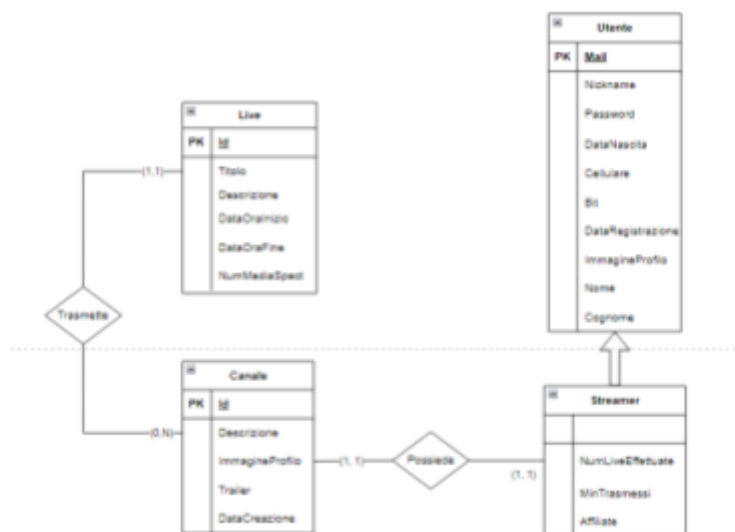 Utente
PK Mail
Nickname
Password
DataNascita
Cellulare
Bit
DataRegistrazione
ImmagineProfilo
Nome
Cognome
Live
PK Id
Titolo
Descrizione
DataOraInizio
DataOraFine
NumMediaSpect
(1,1)
Trasmette
(0,N)
Canale
PK Id
Descrizione
ImmagineProfilo
Trailer
DataCreazione
(1, 1)
Possiede
(1, 1)
Streamer
NumLiveEffettuate
MinTrasmessi
Affiliate